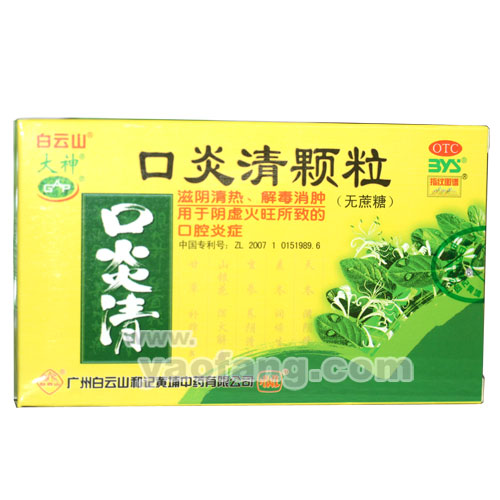 白云山®
大神®
GAP
口炎清颗粒
（无蔗糖）
滋阴清热、解毒消肿
用于阴虚火旺所致的
口腔炎症
中国专利号：ZL 2007 1 0151989.6
OTC
BYS®
口炎清
www.
yaofang.com
广州白云山和记黄埔中药有限公司